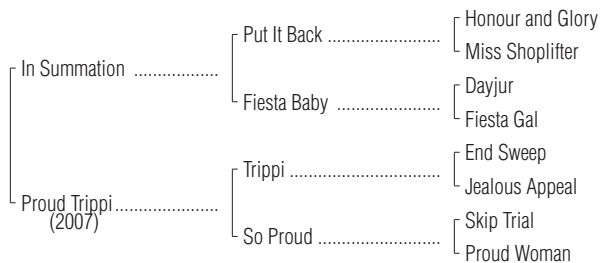 Honour and Glory
Put It Back ........................
Miss Shoplifter
In Summation ..................
Dayjur
Fiesta Baby ......................
Fiesta Gal
End Sweep
Trippi ................................
Jealous Appeal
Proud Trippi ......................
(2007)
Skip Trial
So Proud ..........................
Proud Woman